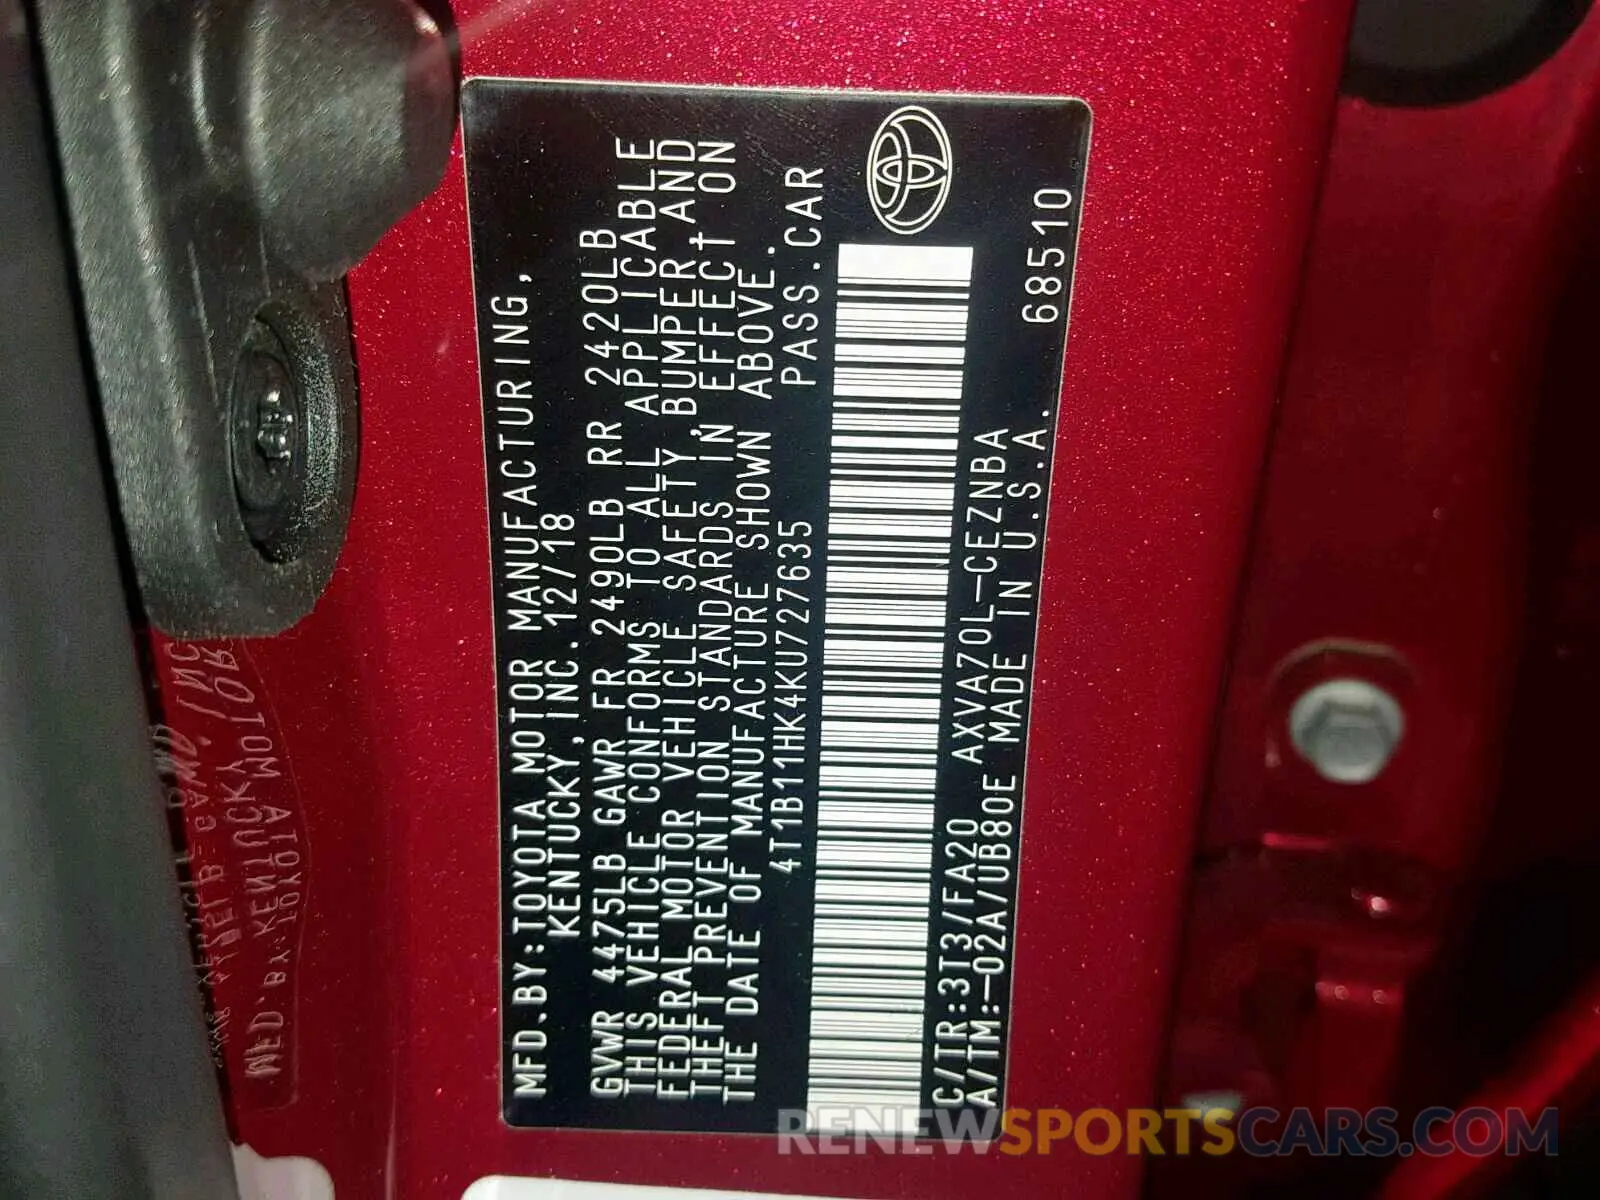 MFD.BY:TOYOTA MOTOR MANUFACTURING,
KENTUCKY,INC.12/18
GVWR 4475LB GAWR FR 2490LB RR 2420LB
THIS VEHICLE CONFORMS TO ALL APPLICABLE
FEDERAL MOTOR VEHICLE SAFETY,BUMPER,AND
THEFT PREVENTION STANDARDS IN EFFECT ON
THE DATE OF MANUFACTURE SHOWN ABOVE.
4T1B11HK4KU727635 PASS.CAR
C/TR:3T3/FA20 AXVA70L-CEZNBA
A/TM:-02A/UB80E MADE IN U.S.A. 68510
RENEWSPORTSCARS.COM